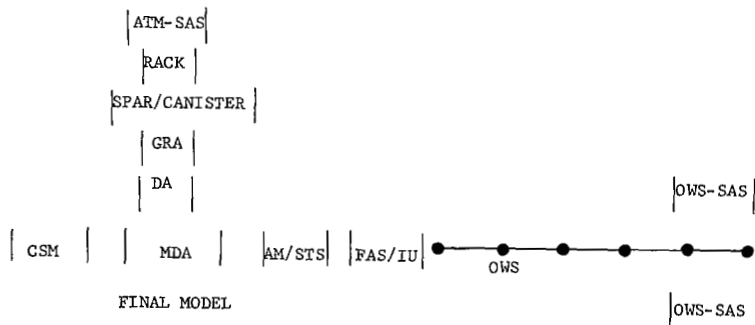 ATM-SAS
RACK
SPAR/CANISTER
GRA
DA
OWS-SAS
CSM MDA AM/STS FAS/IU
OWS
FINAL MODEL
OWS-SAS